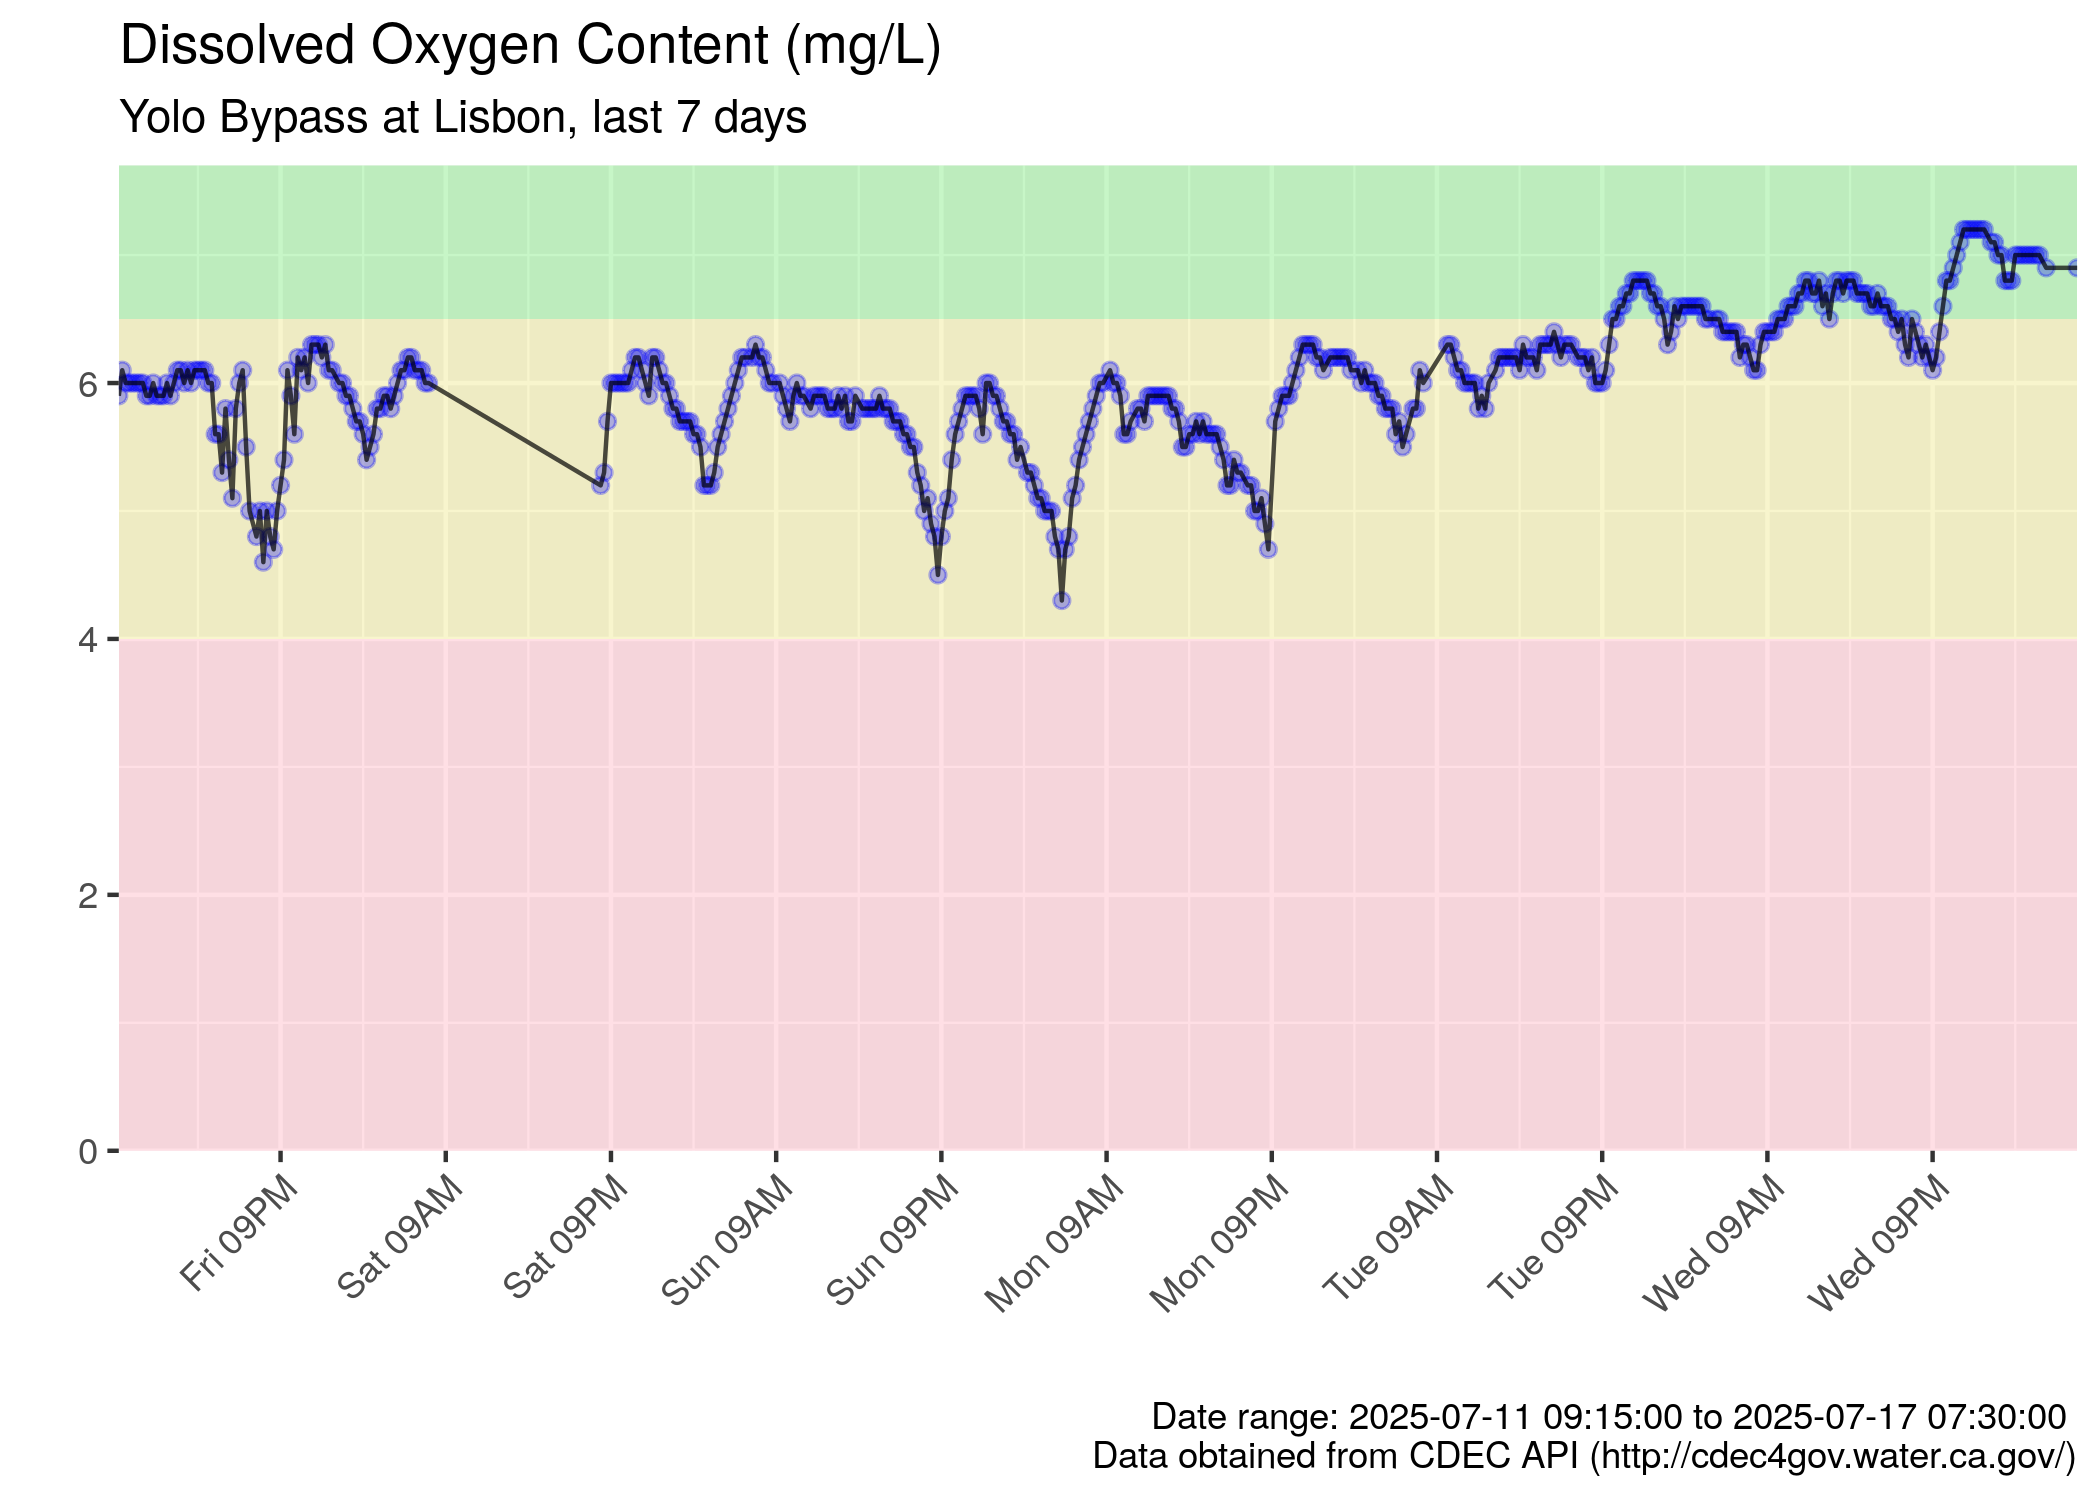 Dissolved Oxygen Content (mg/L)
Yolo Bypass at Lisbon, last 7 days
6
4
2
0
Fri 09PM
Sat 09AM
Sat 09PM
Sun 09AM
Sun 09PM
Mon 09AM
Mon 09PM
Tue 09AM
Tue 09PM
Wed 09AM
Wed 09PM
Date range: 2025-07-11 09:15:00 to 2025-07-17 07:30:00
Data obtained from CDEC API (http://cdec4gov.water.ca.gov/)